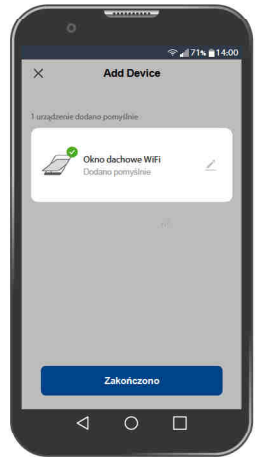 71% 14:00
Add Device
1 urządzenie dodano pomyślnie
Okno dachowe WiFi
Dodano pomyślnie
Zakończono